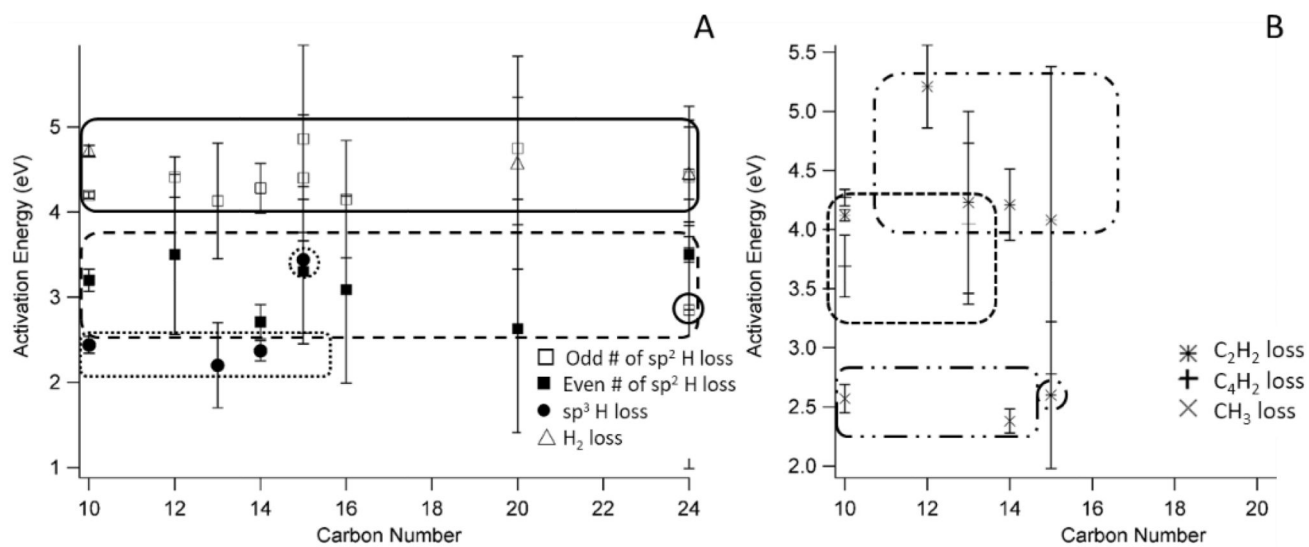 A
Activation Energy (eV)
5
4
3
2
1
10 12 14 16 18 20 22 24
Carbon Number
Odd # of sp² H loss
Even # of sp² H loss
sp³ H loss
H₂ loss
B
Activation Energy (eV)
5.5
5.0
4.5
4.0
3.5
3.0
2.5
2.0
10 12 14 16 18 20
Carbon Number
C₂H₂ loss
C₄H₂ loss
CH₃ loss